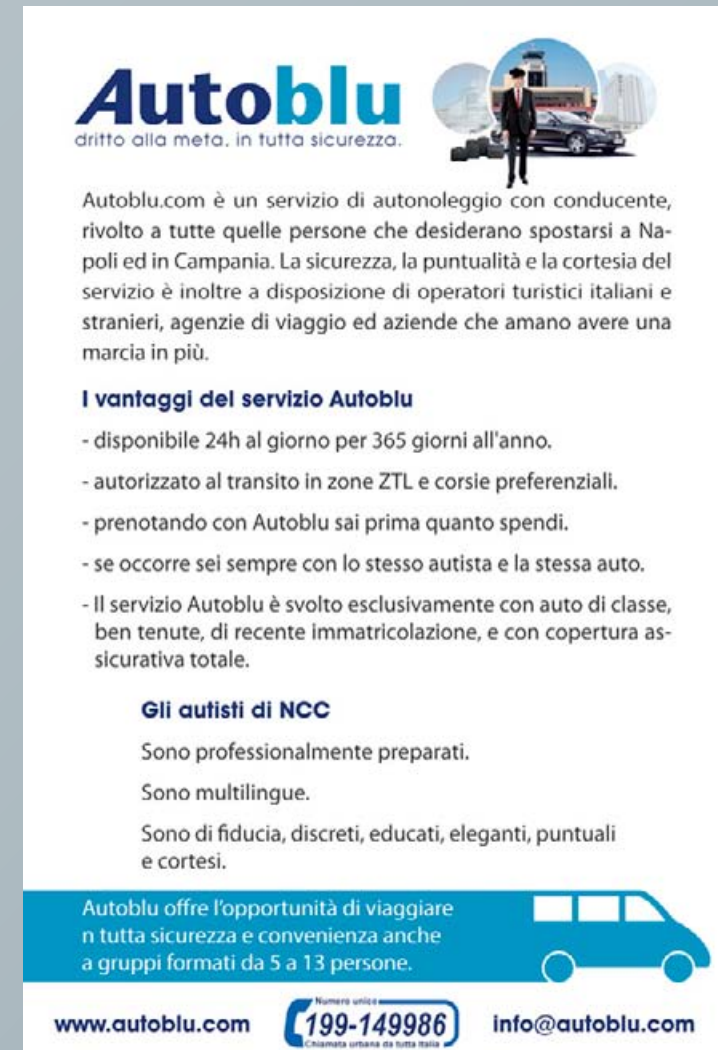 Autoblu
dritto alla meta, in tutta sicurezza.
Autoblu.com è un servizio di autonoleggio con conducente,
rivolto a tutte quelle persone che desiderano spostarsi a Na-
poli ed in Campania. La sicurezza, la puntualità e la cortesia del
servizio è inoltre a disposizione di operatori turistici italiani e
stranieri, agenzie di viaggio ed aziende che amano avere una
marcia in più.
I vantaggi del servizio Autoblu
- disponibile 24h al giorno per 365 giorni all'anno.
- autorizzato al transito in zone ZTL e corsie preferenziali.
- prenotando con Autoblu sai prima quanto spendi.
- se occorre sei sempre con lo stesso autista e la stessa auto.
- Il servizio Autoblu è svolto esclusivamente con auto di classe,
ben tenute, di recente immatricolazione, e con copertura as-
sicurativa totale.
Gli autisti di NCC
Sono professionalmente preparati.
Sono multilingue.
Sono di fiducia, discreti, educati, eleganti, puntuali
e cortesi.
Autoblu offre l'opportunità di viaggiare
n tutta sicurezza e convenienza anche
a gruppi formati da 5 a 13 persone.
www.autoblu.com
Numero unico
199-149986
Chiamata urbana da tutta Italia
info@autoblu.com